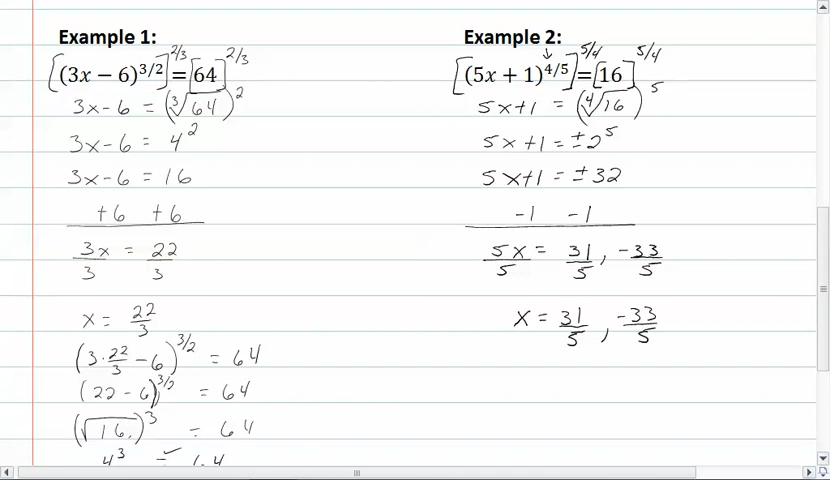 Example 1:
[(3x − 6)^{3/2}]^{2/3} = [64]^{2/3}
3x-6 = (∛64)^2
3x-6 = 4^2
3x-6 = 16
+6 +6
3x/3 = 22/3
x = 22/3
(3·22/3 - 6)^{3/2} = 64
(22 - 6)^{3/2} = 64
(√16)^3 = 64
4^3 =✓ 64
Example 2:
[(5x + 1)^{4/5}]^{5/4} = [16]^{5/4}
5x+1 = (∜16)^5
5x+1 = ±2^5
5x+1 = ±32
-1 -1
5x/5 = 31/5, -33/5
x = 31/5, -33/5